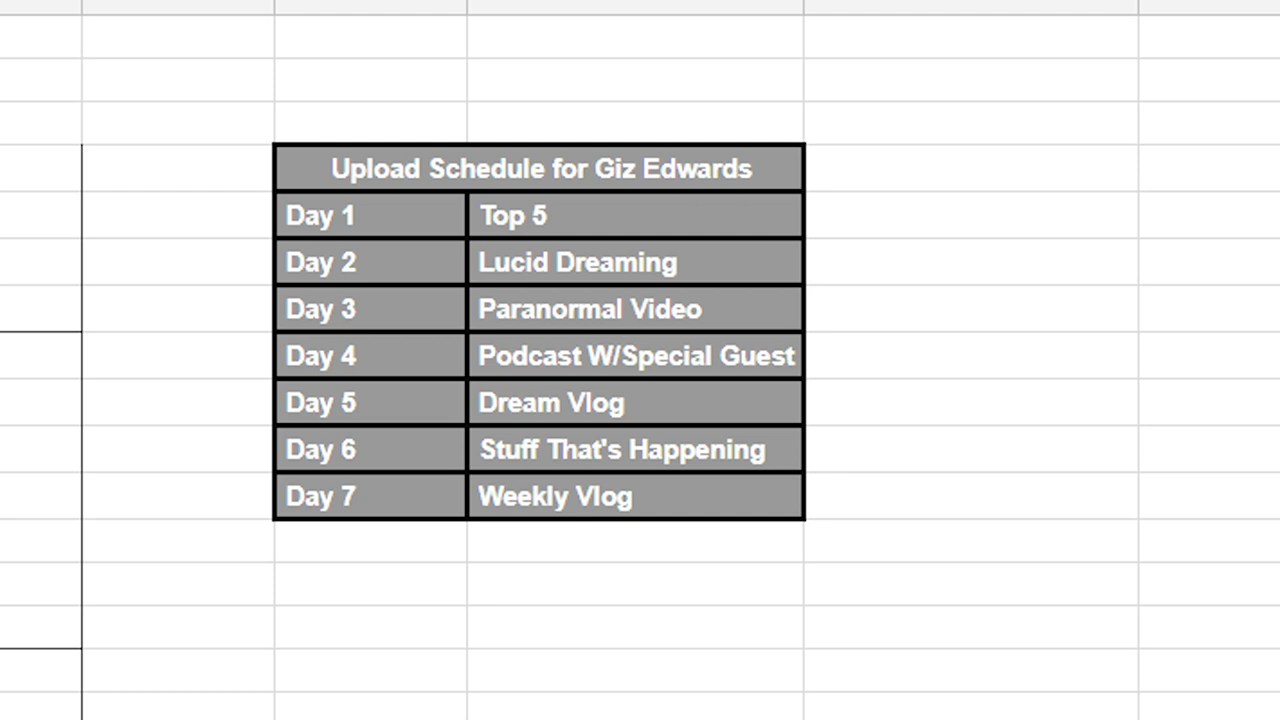 Upload Schedule for Giz Edwards
Day 1 Top 5
Day 2 Lucid Dreaming
Day 3 Paranormal Video
Day 4 Podcast W/Special Guest
Day 5 Dream Vlog
Day 6 Stuff That's Happening
Day 7 Weekly Vlog